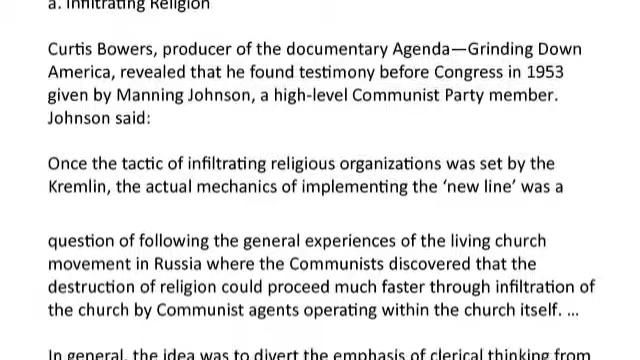 a. Infiltrating Religion
Curtis Bowers, producer of the documentary Agenda—Grinding Down
America, revealed that he found testimony before Congress in 1953
given by Manning Johnson, a high-level Communist Party member.
Johnson said:
Once the tactic of infiltrating religious organizations was set by the
Kremlin, the actual mechanics of implementing the ‘new line’ was a
question of following the general experiences of the living church
movement in Russia where the Communists discovered that the
destruction of religion could proceed much faster through infiltration of
the church by Communist agents operating within the church itself. ...
In general, the idea was to divert the emphasis of clerical thinking from